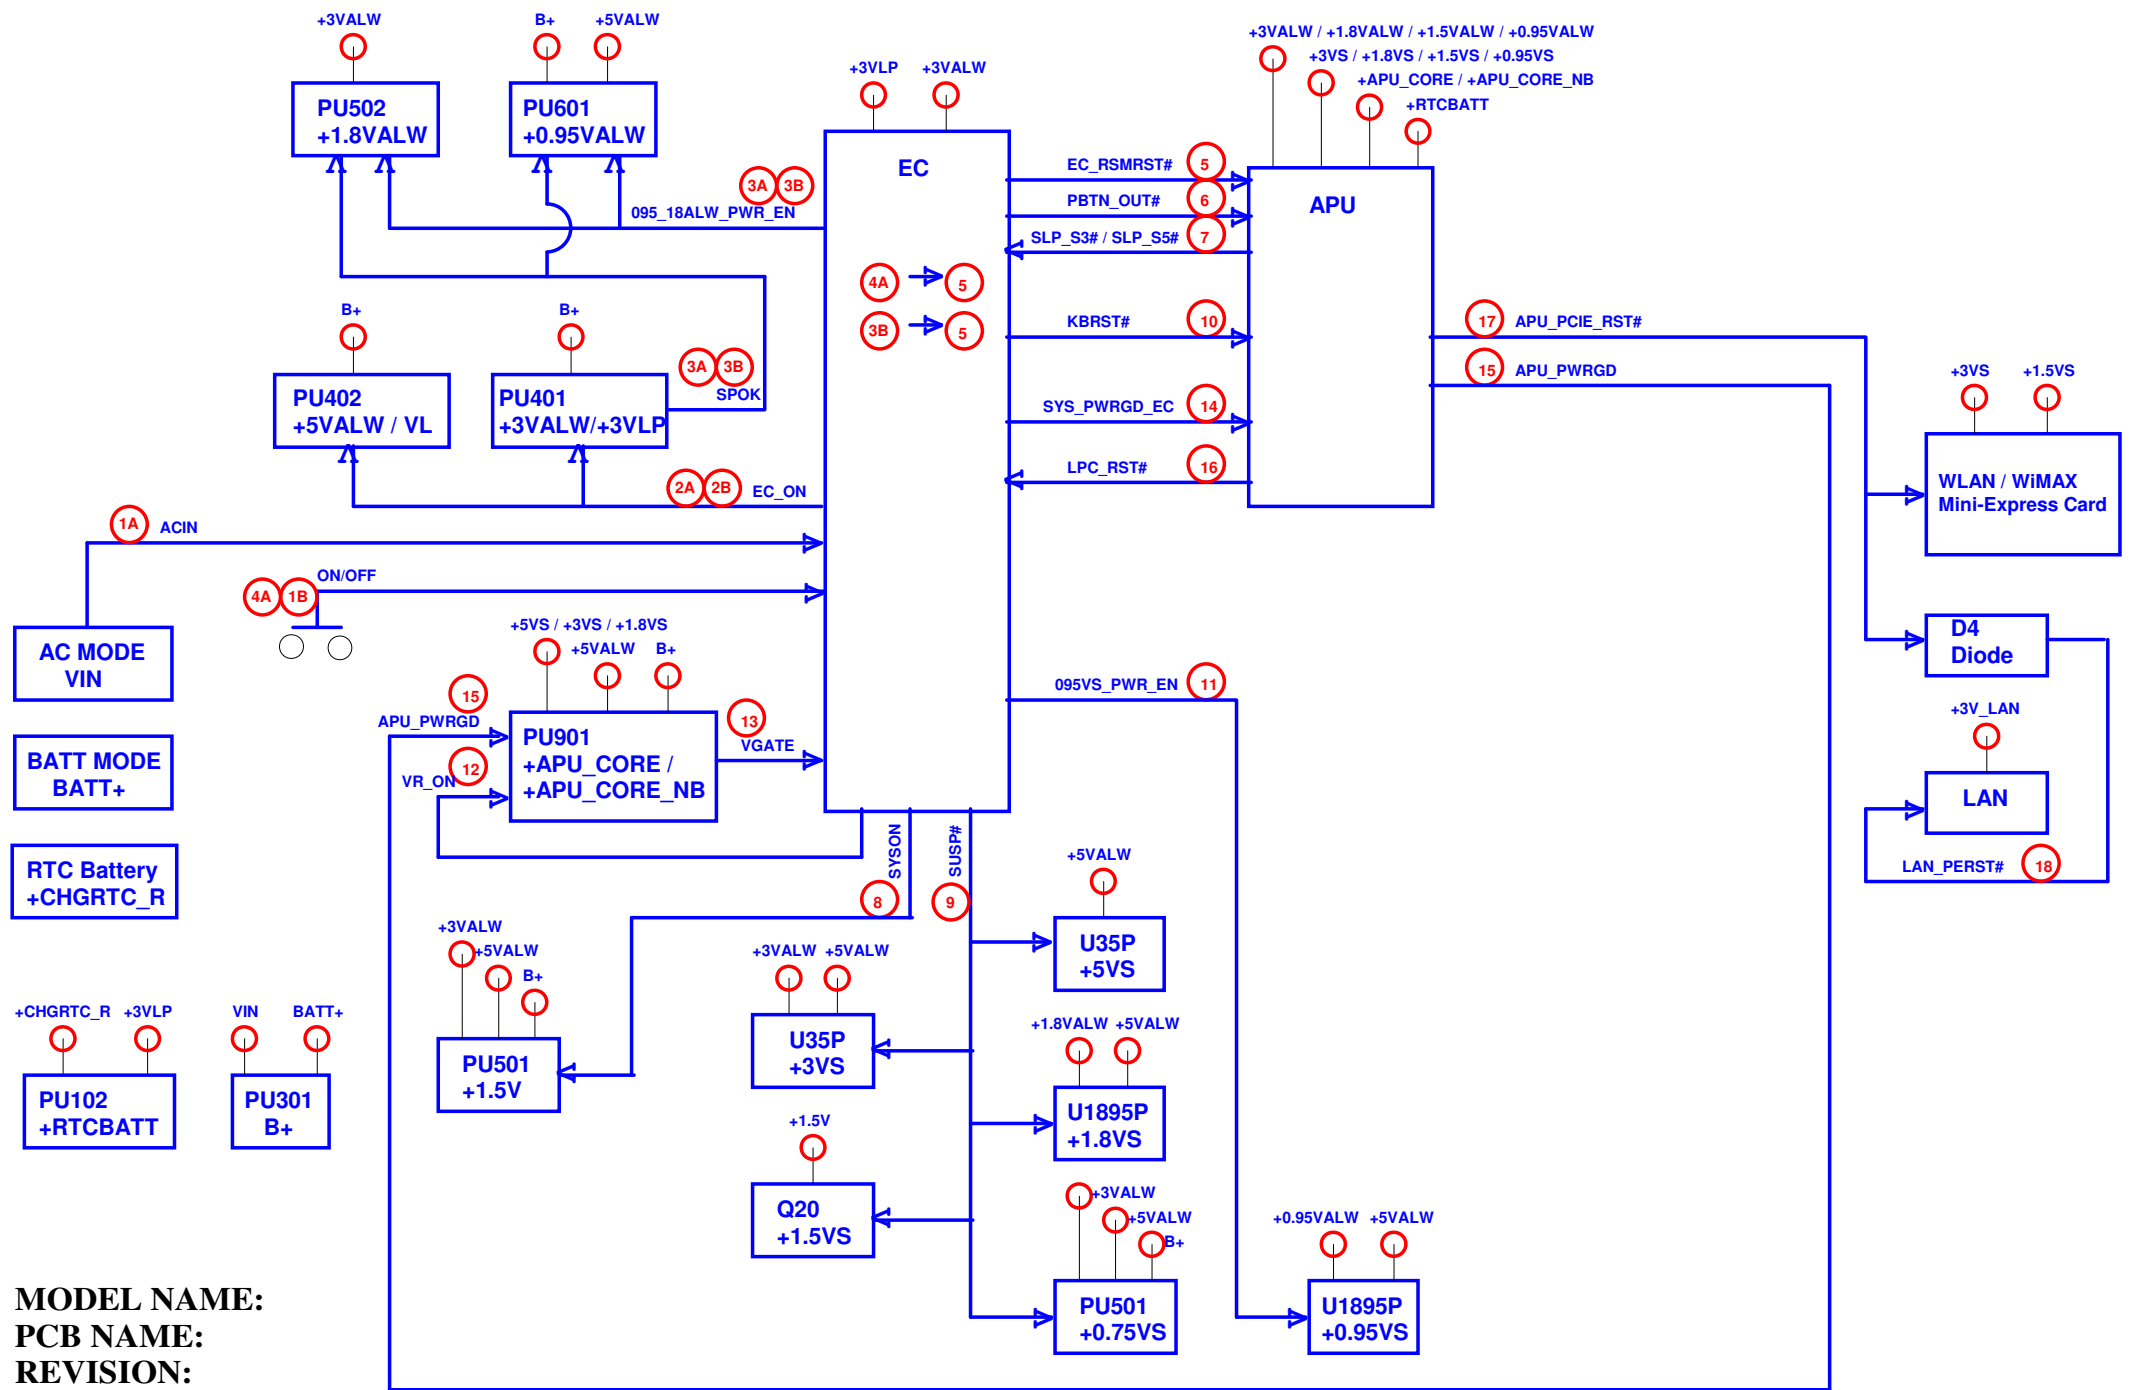 +3VALW
B+
+5VALW
PU502
+1.8VALW
PU601
+0.95VALW
3A
3B
095_18ALW_PWR_EN
B+
B+
PU402
+5VALW / VL
PU401
+3VALW/+3VLP
3A
3B
SPOK
2A
2B
EC_ON
1A
ACIN
ON/OFF
4A
1B
AC MODE
VIN
BATT MODE
BATT+
RTC Battery
+CHGRTC_R
+CHGRTC_R
+3VLP
PU102
+RTCBATT
VIN
BATT+
PU301
B+
+3VLP
+3VALW
EC
4A
5
3B
5
EC_RSMRST#
5
PBTN_OUT#
6
SLP_S3# / SLP_S5#
7
KBRST#
10
SYS_PWRGD_EC
14
LPC_RST#
16
+3VALW / +1.8VALW / +1.5VALW / +0.95VALW
+3VS / +1.8VS / +1.5VS / +0.95VS
+APU_CORE / +APU_CORE_NB
+RTCBATT
APU
17
APU_PCIE_RST#
15
APU_PWRGD
+3VS
+1.5VS
WLAN / WiMAX
Mini-Express Card
D4
Diode
+3V_LAN
LAN
LAN_PERST#
18
+5VS / +3VS / +1.8VS
+5VALW
B+
15
APU_PWRGD
12
VR_ON
PU901
+APU_CORE /
+APU_CORE_NB
13
VGATE
095VS_PWR_EN
11
SYSON
8
SUSP#
9
+3VALW
+5VALW
B+
PU501
+1.5V
+3VALW
+5VALW
U35P
+3VS
+1.5V
Q20
+1.5VS
+5VALW
U35P
+5VS
+1.8VALW
+5VALW
U1895P
+1.8VS
+3VALW
+5VALW
B+
PU501
+0.75VS
+0.95VALW
+5VALW
U1895P
+0.95VS
MODEL NAME:
PCB NAME:
REVISION: